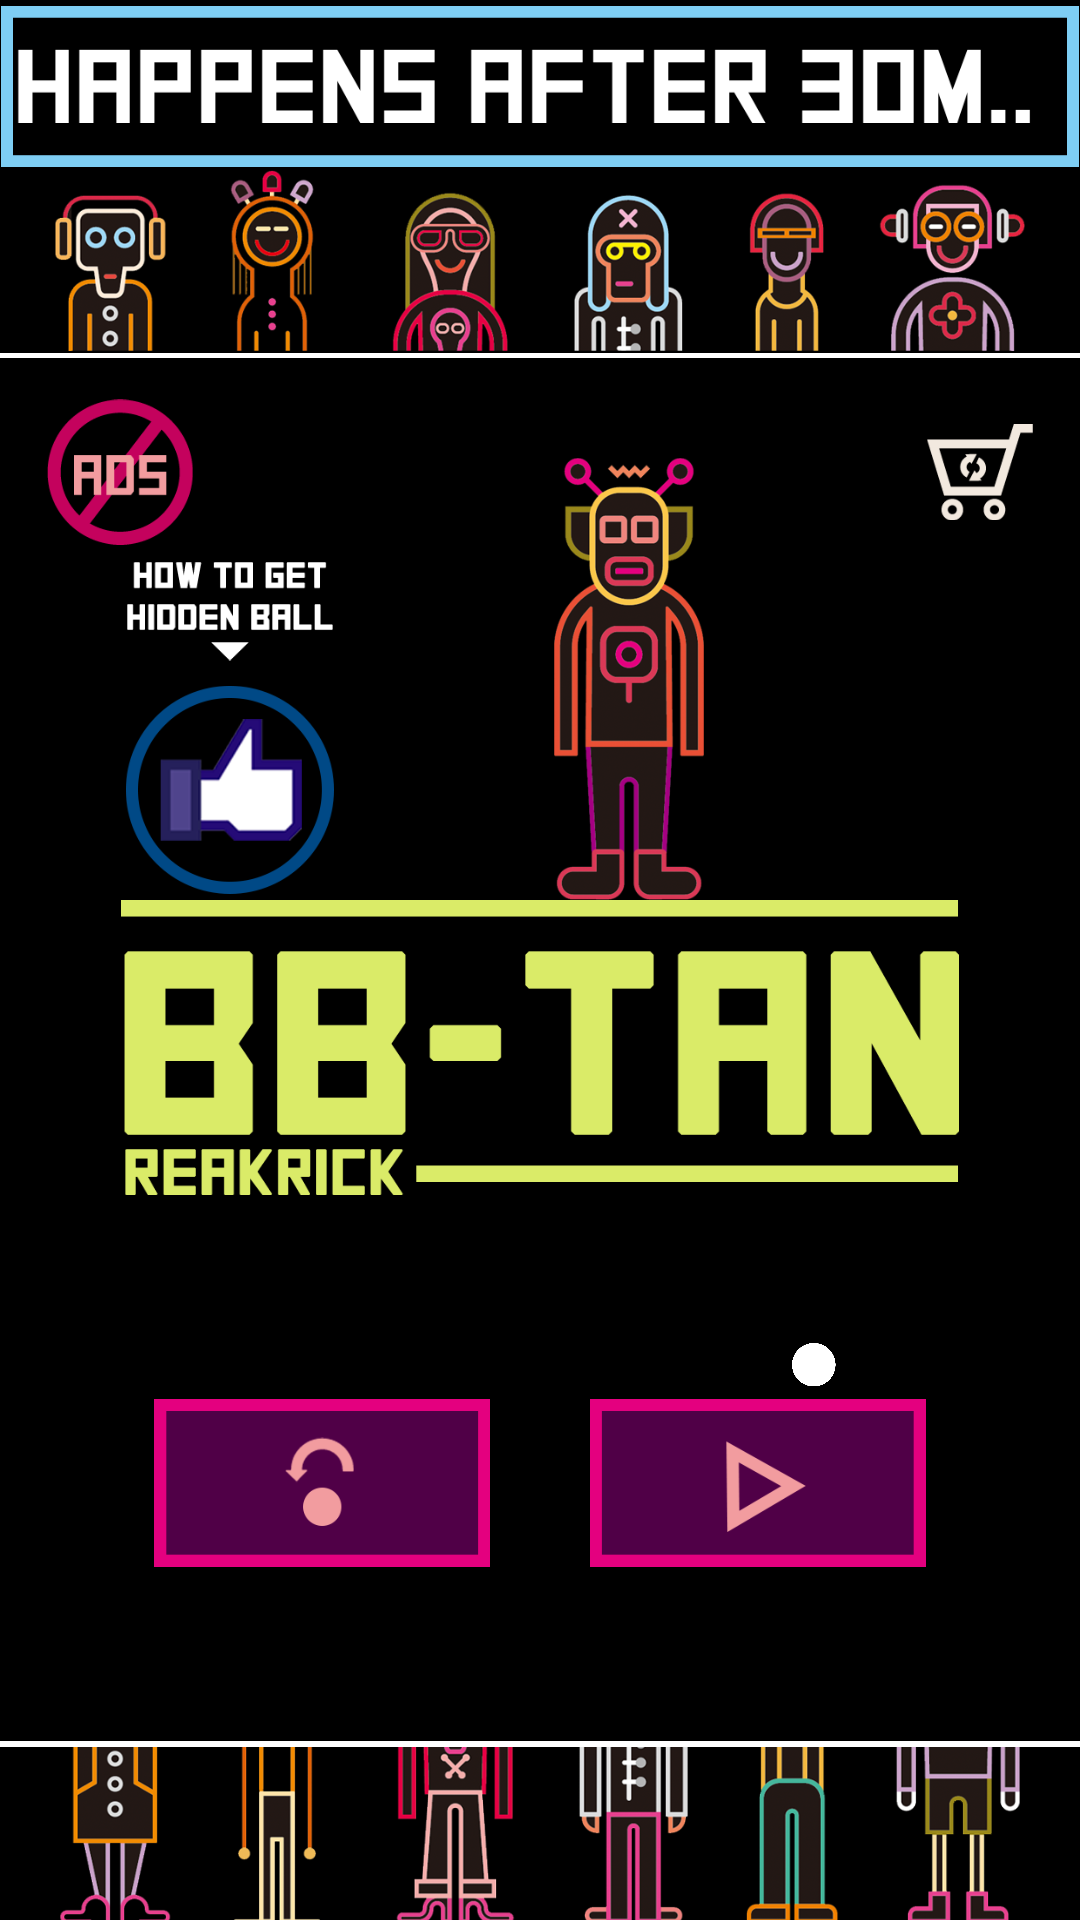 HAPPENS AFTER 30M..
ADS
HOW TO GET
HIDDEN BALL
BB-TAN
REAKRICK